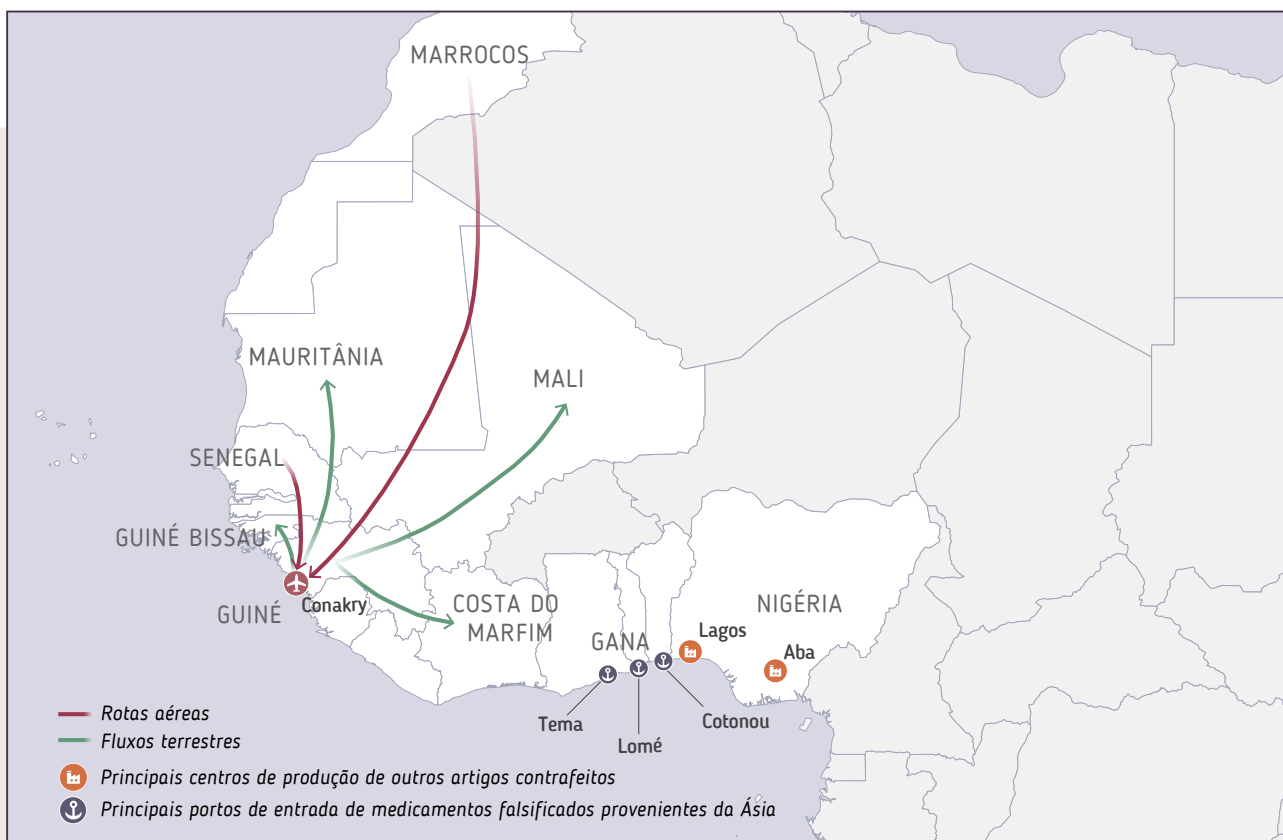 MARROCOS
MAURITÂNIA
MALI
SENEGAL
GUINÉ BISSAU
GUINÉ
Conakry
COSTA DO
MARFIM
GANA
NIGÉRIA
Lagos
Aba
Tema
Lomé
Cotonou
Rotas aéreas
Fluxos terrestres
Principais centros de produção de outros artigos contrafeitos
Principais portos de entrada de medicamentos falsificados provenientes da Ásia